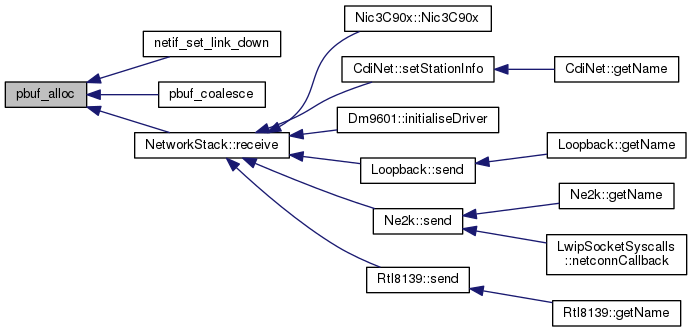 pbuf_alloc
netif_set_link_down
pbuf_coalesce
NetworkStack::receive
Nic3C90x::Nic3C90x
CdiNet::setStationInfo
CdiNet::getName
Dm9601::initialiseDriver
Loopback::send
Loopback::getName
Ne2k::send
Ne2k::getName
LwipSocketSyscalls
::netconnCallback
Rtl8139::send
Rtl8139::getName